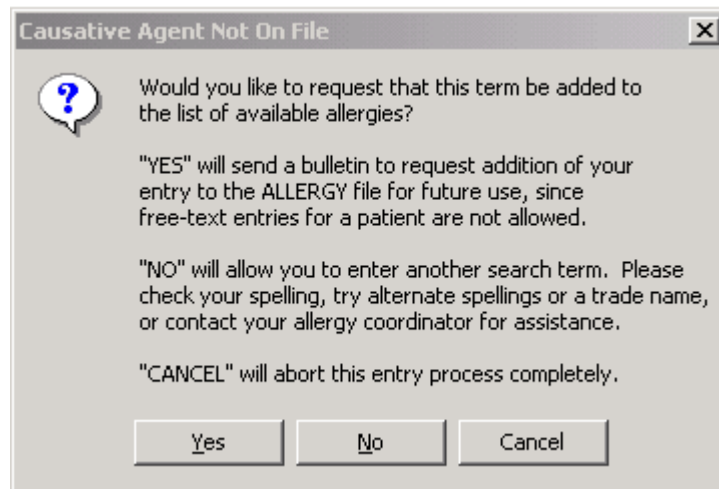 Causative Agent Not On File
Would you like to request that this term be added to
the list of available allergies?
"YES" will send a bulletin to request addition of your
entry to the ALLERGY file for future use, since
free-text entries for a patient are not allowed.
"NO" will allow you to enter another search term.  Please
check your spelling, try alternate spellings or a trade name,
or contact your allergy coordinator for assistance.
"CANCEL" will abort this entry process completely.
Yes No Cancel